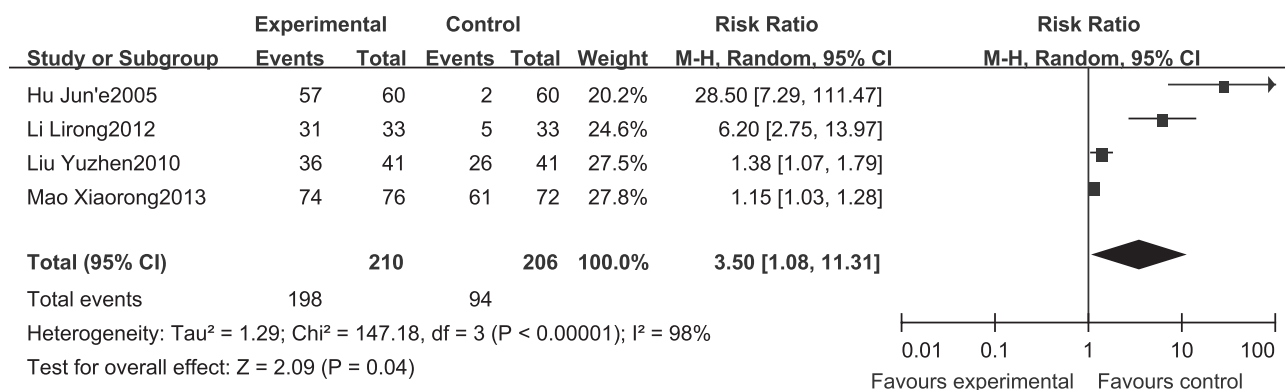 Experimental Control Risk Ratio Risk Ratio
Study or Subgroup Events Total Events Total Weight M-H, Random, 95% CI M-H, Random, 95% CI
Hu Jun'e2005 57 60 2 60 20.2% 28.50 [7.29, 111.47]
Li Lirong2012 31 33 5 33 24.6% 6.20 [2.75, 13.97]
Liu Yuzhen2010 36 41 26 41 27.5% 1.38 [1.07, 1.79]
Mao Xiaorong2013 74 76 61 72 27.8% 1.15 [1.03, 1.28]
Total (95% CI) 210 206 100.0% 3.50 [1.08, 11.31]
Total events 198 94
Heterogeneity: Tau² = 1.29; Chi² = 147.18, df = 3 (P < 0.00001); I² = 98%
Test for overall effect: Z = 2.09 (P = 0.04)
0.01 0.1 1 10 100
Favours experimental Favours control